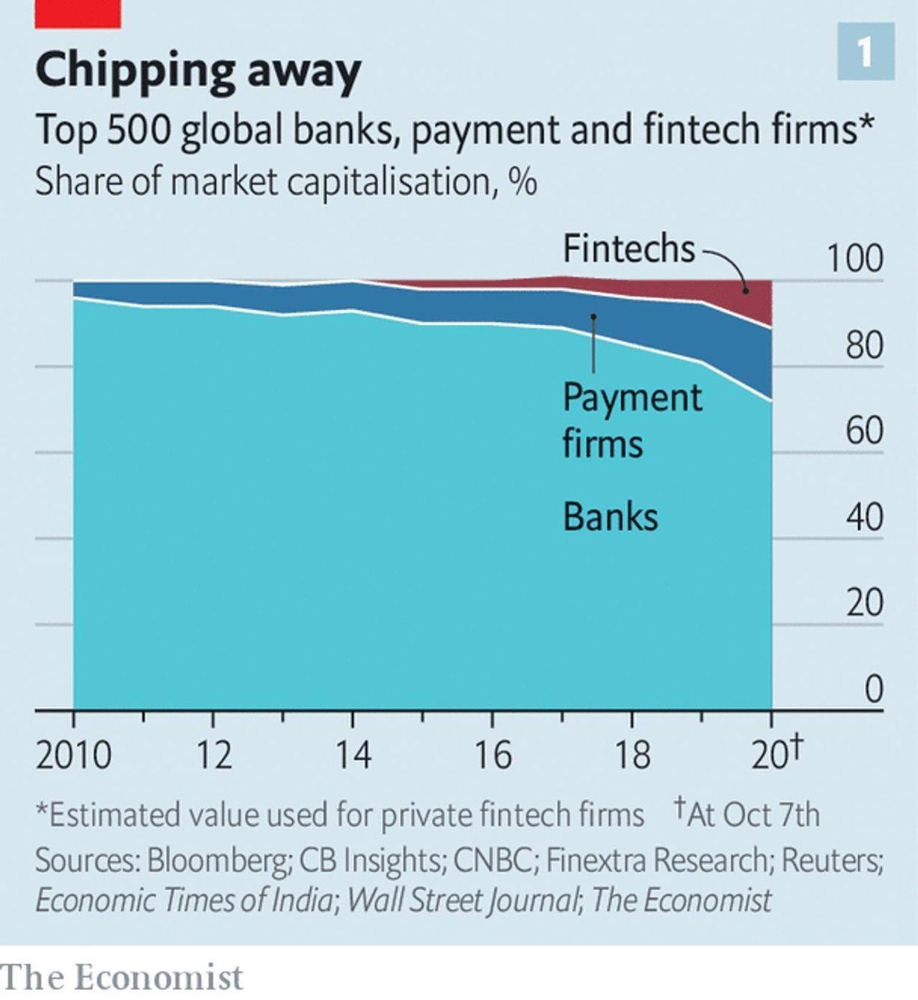 1
Chipping away
Top 500 global banks, payment and fintech firms*
Share of market capitalisation, %
Fintechs
100
80
Payment
firms
60
Banks
40
20
0
2010 12 14 16 18 20†
*Estimated value used for private fintech firms †At Oct 7th
Sources: Bloomberg; CB Insights; CNBC; Finextra Research; Reuters;
Economic Times of India; Wall Street Journal; The Economist
The Economist